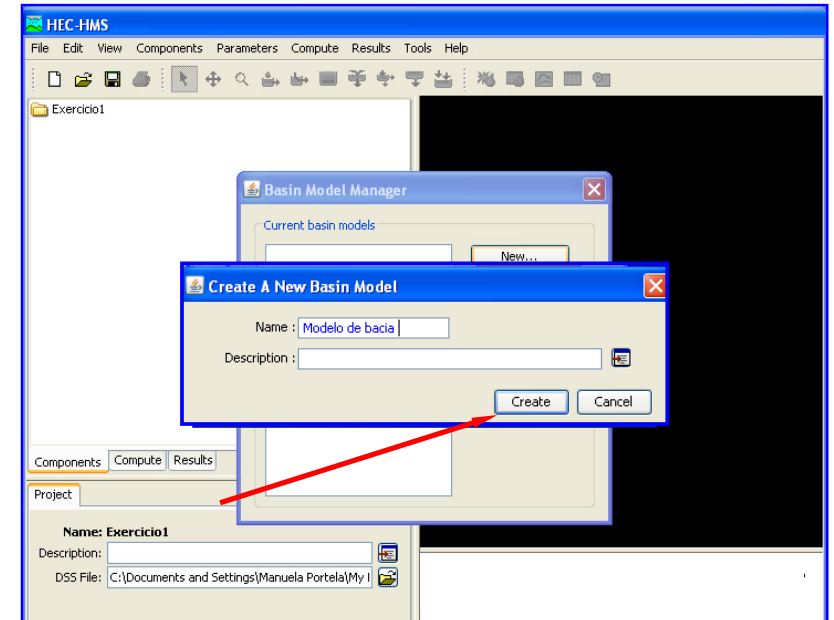 HEC-HMS
File Edit View Components Parameters Compute Results Tools Help
Exercicio1
Basin Model Manager
Current basin models
New...
Create A New Basin Model
Name : Modelo de bacia
Description :
Create Cancel
Components Compute Results
Project
Name: Exercicio1
Description:
DSS File: C:\Documents and Settings\Manuela Portela\My